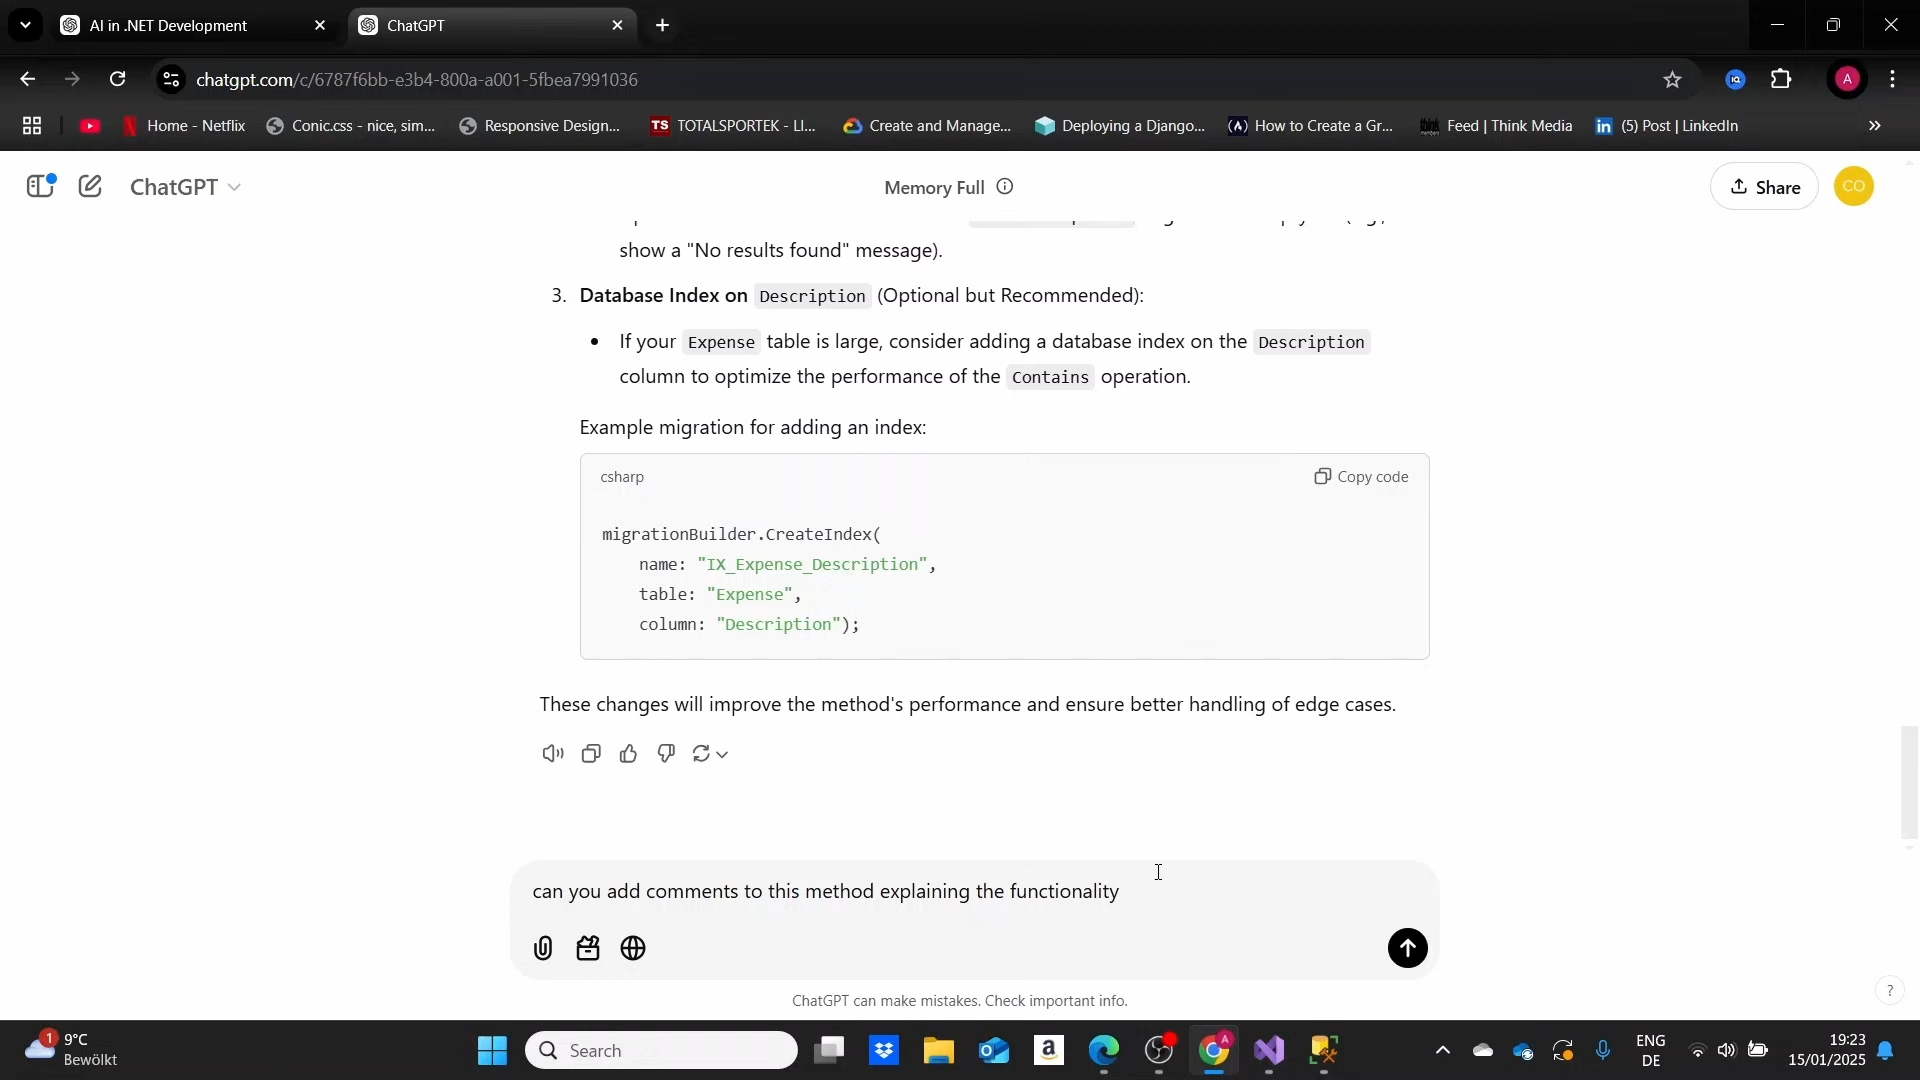 AI in .NET Development
ChatGPT
chatgpt.com/c/6787f6bb-e3b4-800a-a001-5fbea7991036
A
Home - Netflix
Conic.css - nice, sim...
Responsive Design...
TS TOTALSPORTEK - LI...
Create and Manage...
Deploying a Django...
How to Create a Gr...
Feed | Think Media
in (5) Post | LinkedIn
ChatGPT
Memory Full
Share
CO
show a "No results found" message).
3. Database Index on Description (Optional but Recommended):
• If your Expense table is large, consider adding a database index on the Description
column to optimize the performance of the Contains operation.
Example migration for adding an index:
csharp
Copy code
migrationBuilder.CreateIndex(
name: "IX_Expense_Description",
table: "Expense",
column: "Description");
These changes will improve the method's performance and ensure better handling of edge cases.
can you add comments to this method explaining the functionality
ChatGPT can make mistakes. Check important info.
?
1
9°C
Bewölkt
Search
a
A
ENG
DE
19:23
15/01/2025